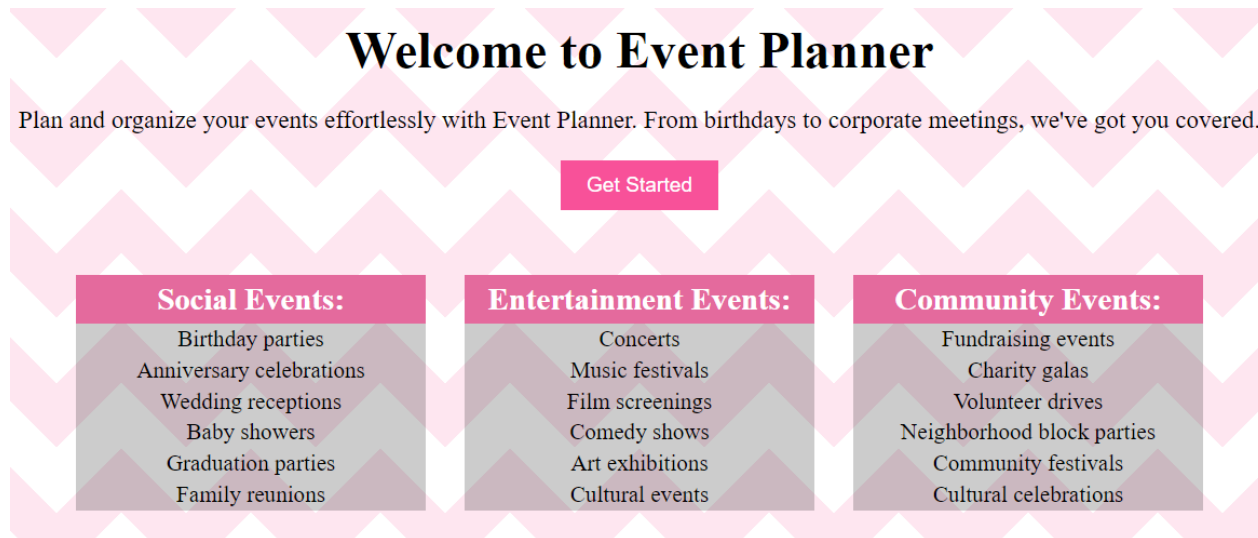 Welcome to Event Planner
Plan and organize your events effortlessly with Event Planner. From birthdays to corporate meetings, we've got you covered.
Get Started
Social Events:
Birthday parties
Anniversary celebrations
Wedding receptions
Baby showers
Graduation parties
Family reunions
Entertainment Events:
Concerts
Music festivals
Film screenings
Comedy shows
Art exhibitions
Cultural events
Community Events:
Fundraising events
Charity galas
Volunteer drives
Neighborhood block parties
Community festivals
Cultural celebrations